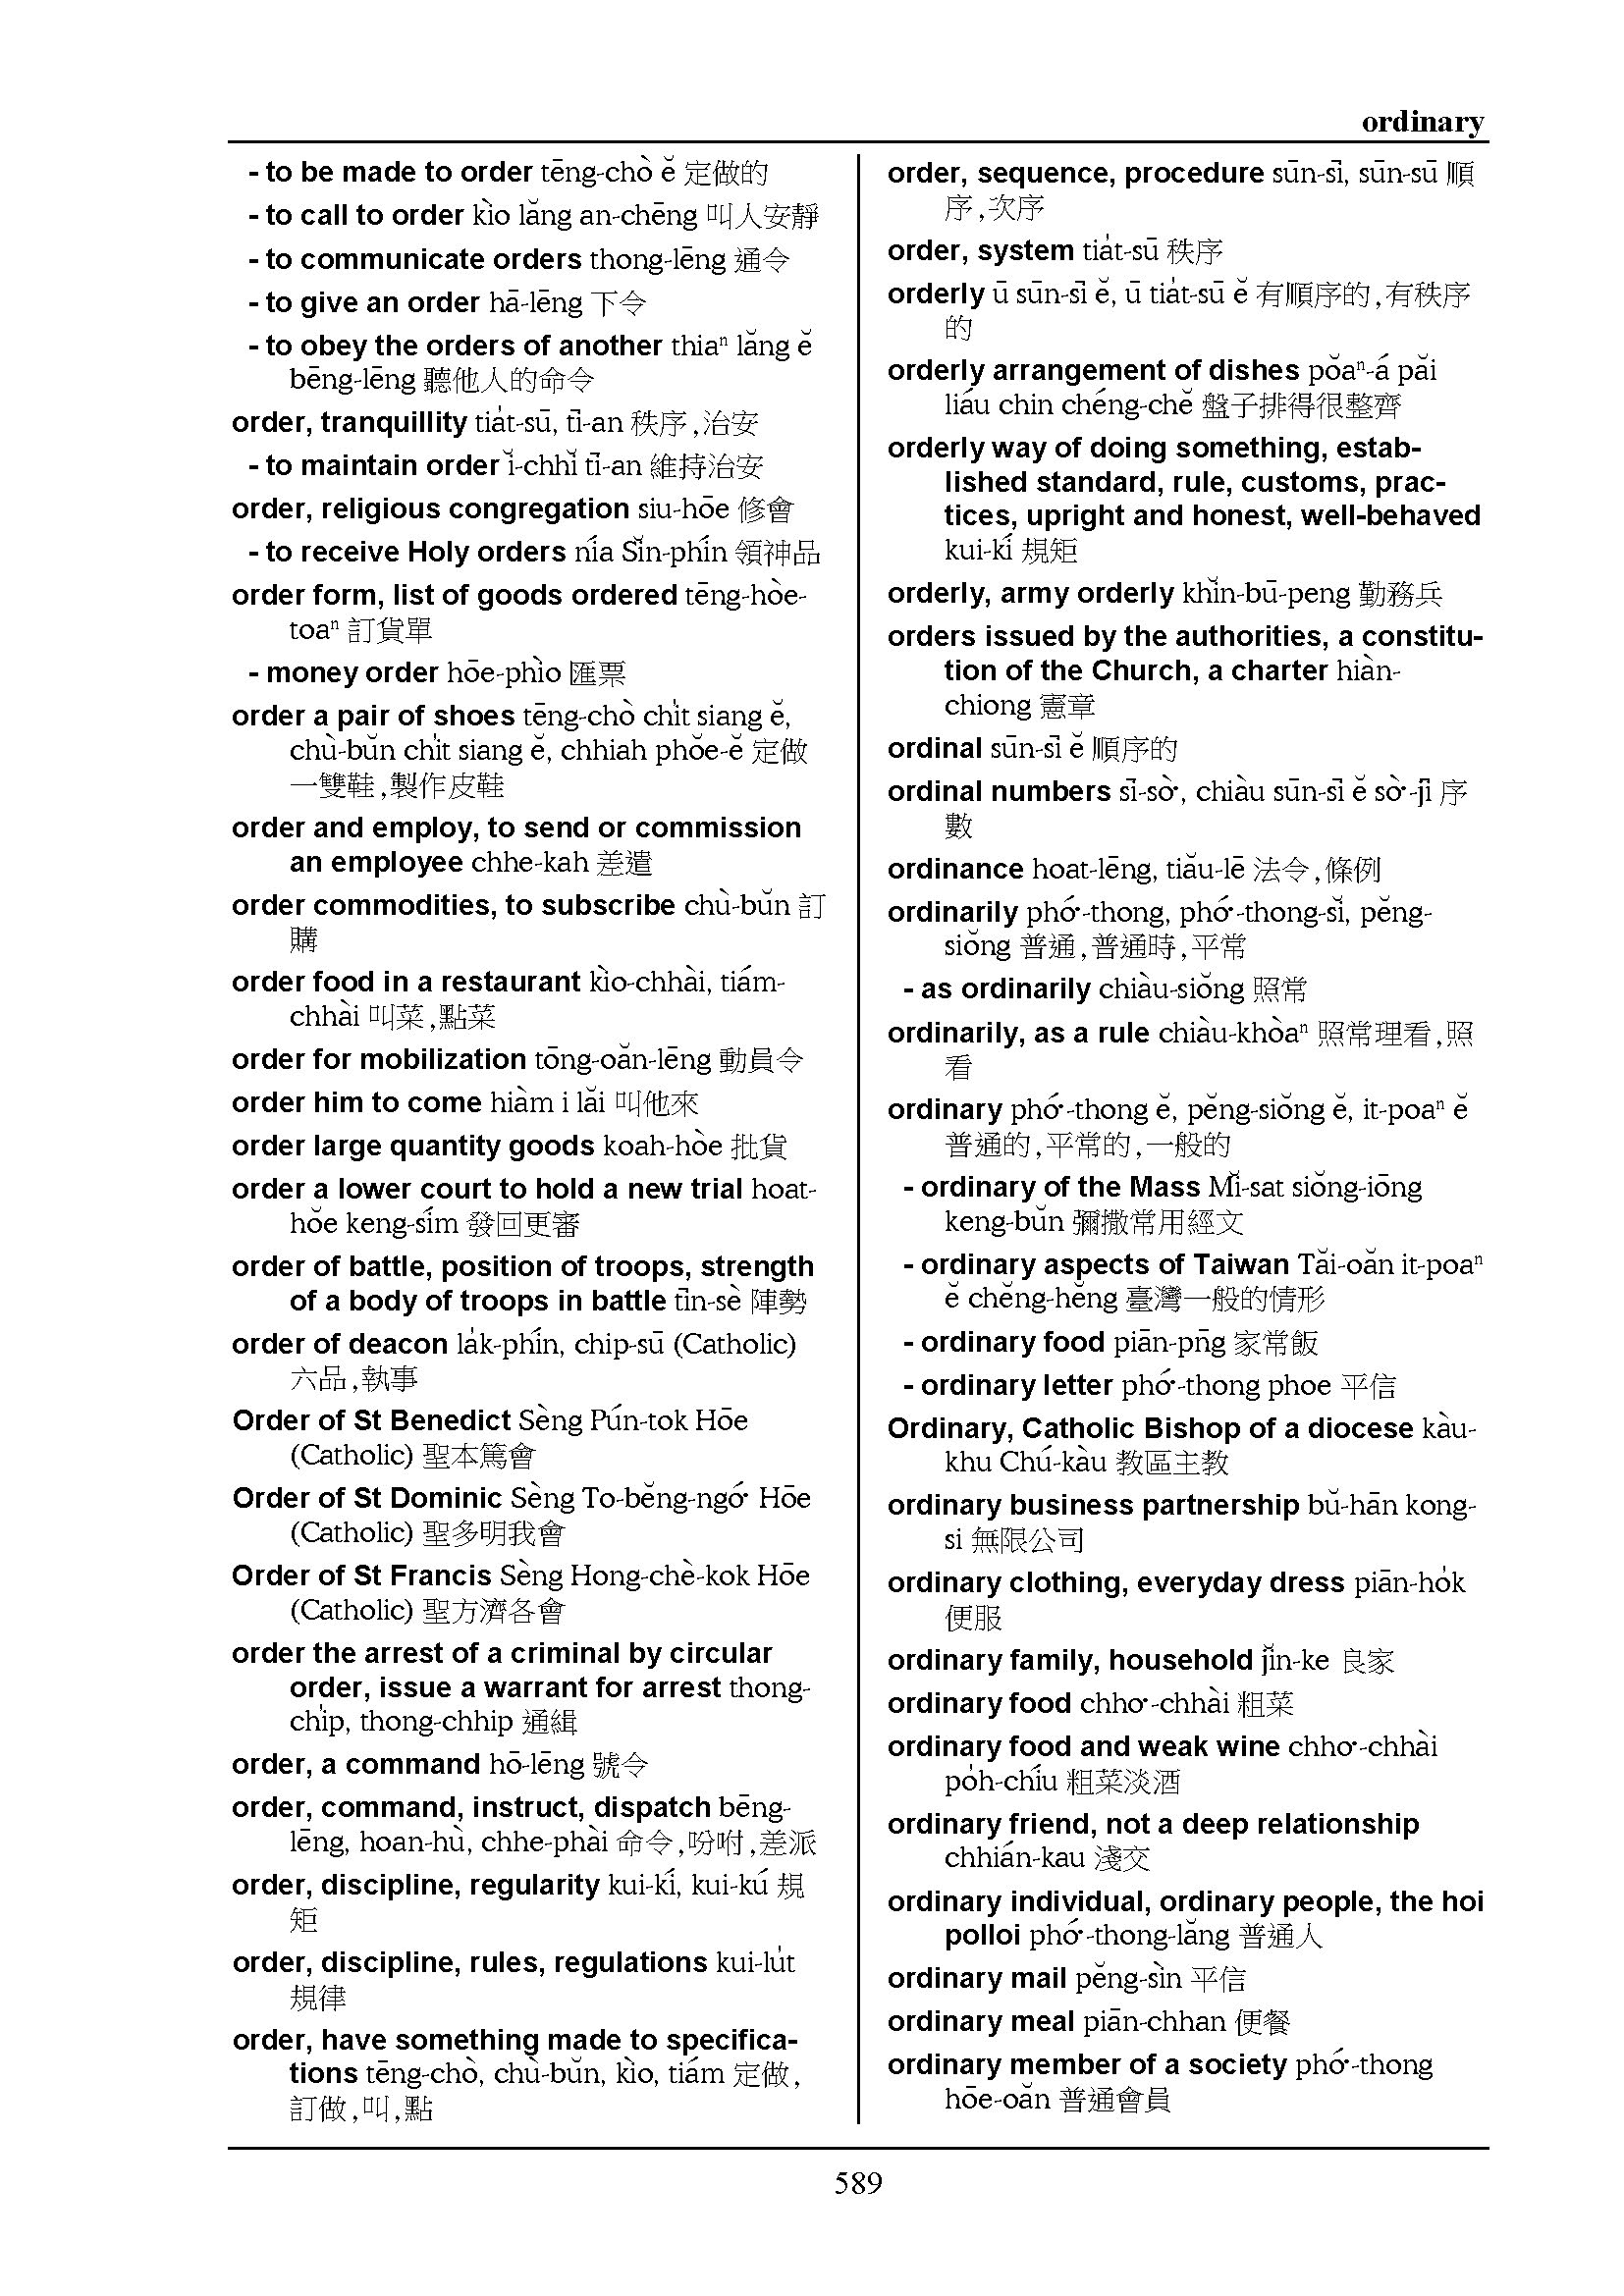 ordinary
- to be made to order tēng-chò ĕ 定做的
- to call to order kìo lăng an-chēng 叫人安靜
- to communicate orders thong-lēng 通令
- to give an order hā-lēng 下令
- to obey the orders of another thiaⁿ lăng ĕ
bēng-lēng 聽他人的命令
order, tranquillity tia̍t-sū, tī-an 秩序,治安
- to maintain order ĭ-chhĭ tī-an 維持治安
order, religious congregation siu-hōe 修會
- to receive Holy orders nía Sĭn-phín 領神品
order form, list of goods ordered tēng-hòe-
toaⁿ 訂貨單
- money order hōe-phìo 匯票
order a pair of shoes tēng-chò chi̍t siang ĕ,
chù-bŭn chi̍t siang ĕ, chhiah phŏe-ĕ 定做
一雙鞋,製作皮鞋
order and employ, to send or commission
an employee chhe-kah 差遣
order commodities, to subscribe chù-bŭn 訂
購
order food in a restaurant kìo-chhài, tiám-
chhài 叫菜,點菜
order for mobilization tōng-oăn-lēng 動員令
order him to come hiàm i lăi 叫他來
order large quantity goods koah-hòe 批貨
order a lower court to hold a new trial hoat-
hŏe keng-sím 發回更審
order of battle, position of troops, strength
of a body of troops in battle tīn-sè 陣勢
order of deacon la̍k-phín, chip-sū (Catholic)
六品,執事
Order of St Benedict Sèng Pún-tok Hōe
(Catholic) 聖本篤會
Order of St Dominic Sèng To-bĕng-ngó͘ Hōe
(Catholic) 聖多明我會
Order of St Francis Sèng Hong-chè-kok Hōe
(Catholic) 聖方濟各會
order the arrest of a criminal by circular
order, issue a warrant for arrest thong-
chi̍p, thong-chhip 通緝
order, a command hō-lēng 號令
order, command, instruct, dispatch bēng-
lēng, hoan-hù, chhe-phài 命令,吩咐,差派
order, discipline, regularity kui-kí, kui-kú 規
矩
order, discipline, rules, regulations kui-lu̍t
規律
order, have something made to specifica-
tions tēng-chò, chù-bŭn, kìo, tiám 定做,
訂做,叫,點
order, sequence, procedure sūn-sī, sūn-sū 順
序,次序
order, system tia̍t-sū 秩序
orderly ū sūn-sī ĕ, ū tia̍t-sū ĕ 有順序的,有秩序
的
orderly arrangement of dishes pŏaⁿ-á păi
liáu chin chéng-chĕ 盤子排得很整齊
orderly way of doing something, estab-
lished standard, rule, customs, prac-
tices, upright and honest, well-behaved
kui-kí 規矩
orderly, army orderly khĭn-bū-peng 勤務兵
orders issued by the authorities, a constitu-
tion of the Church, a charter hiàn-
chiong 憲章
ordinal sūn-sī ĕ 順序的
ordinal numbers sī-sò͘, chiàu sūn-sī ĕ sò͘-jī 序
數
ordinance hoat-lēng, tiău-lē 法令,條例
ordinarily phó͘-thong, phó͘-thong-sĭ, pĕng-
siŏng 普通,普通時,平常
- as ordinarily chiàu-siŏng 照常
ordinarily, as a rule chiàu-khòaⁿ 照常理看,照
看
ordinary phó͘-thong ĕ, pĕng-siŏng ĕ, it-poaⁿ ĕ
普通的,平常的,一般的
- ordinary of the Mass Mĭ-sat siŏng-iōng
keng-bŭn 彌撒常用經文
- ordinary aspects of Taiwan Tăi-oăn it-poaⁿ
ĕ chĕng-hĕng 臺灣一般的情形
- ordinary food piān-pn̄g 家常飯
- ordinary letter phó͘-thong phoe 平信
Ordinary, Catholic Bishop of a diocese kàu-
khu Chú-kàu 教區主教
ordinary business partnership bŭ-hān kong-
si 無限公司
ordinary clothing, everyday dress piān-ho̍k
便服
ordinary family, household jĭn-ke 良家
ordinary food chho͘-chhài 粗菜
ordinary food and weak wine chho͘-chhài
po̍h-chíu 粗菜淡酒
ordinary friend, not a deep relationship
chhián-kau 淺交
ordinary individual, ordinary people, the hoi
polloi phó͘-thong-lăng 普通人
ordinary mail pĕng-sìn 平信
ordinary meal piān-chhan 便餐
ordinary member of a society phó͘-thong
hōe-oăn 普通會員
589